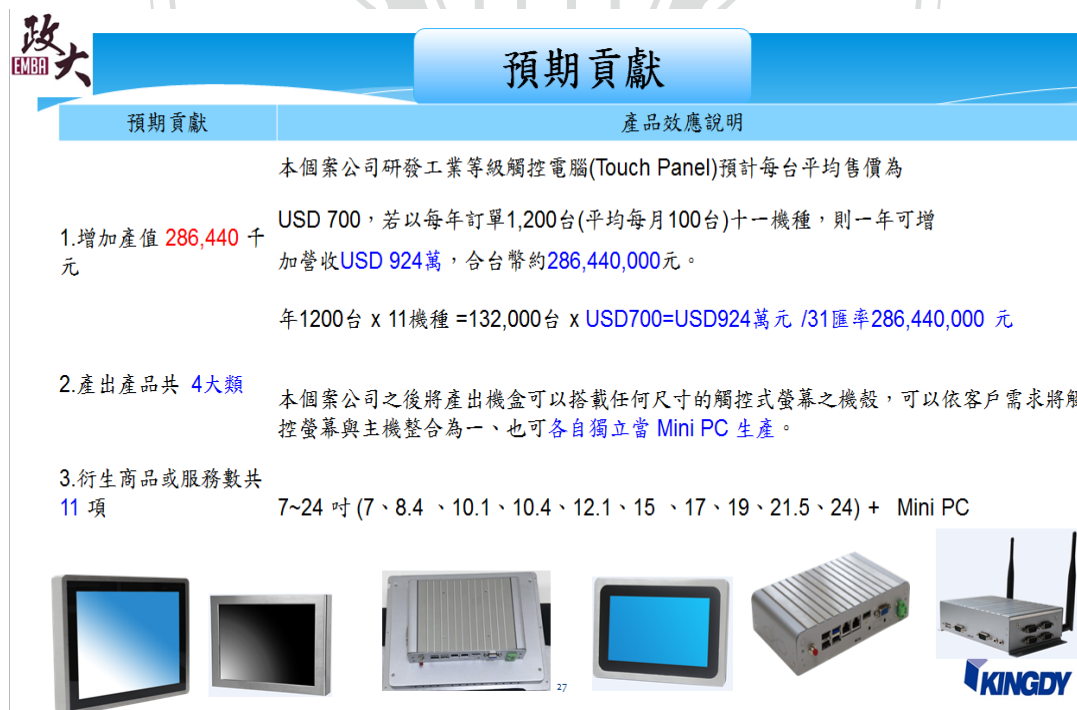 政大
EMBA
預期貢獻
預期貢獻
產品效應說明
1.增加產值 286,440 千
元
本個案公司研發工業等級觸控電腦(Touch Panel)預計每台平均售價為
USD 700，若以每年訂單1,200台(平均每月100台)十一機種，則一年可增
加營收USD 924萬，合台幣約286,440,000元。
年1200台 x 11機種 =132,000台 x USD700=USD924萬元 /31匯率286,440,000 元
2.產出產品共 4大類
本個案公司之後將產出機盒可以搭載任何尺寸的觸控式螢幕之機殼，可以依客戶需求將觸
控螢幕與主機整合為一、也可各自獨立當 Mini PC 生產。
3.衍生商品或服務數共
11 項
7~24 吋 (7、8.4 、10.1、10.4、12.1、15 、17、19、21.5、24) + Mini PC
27
KINGDY